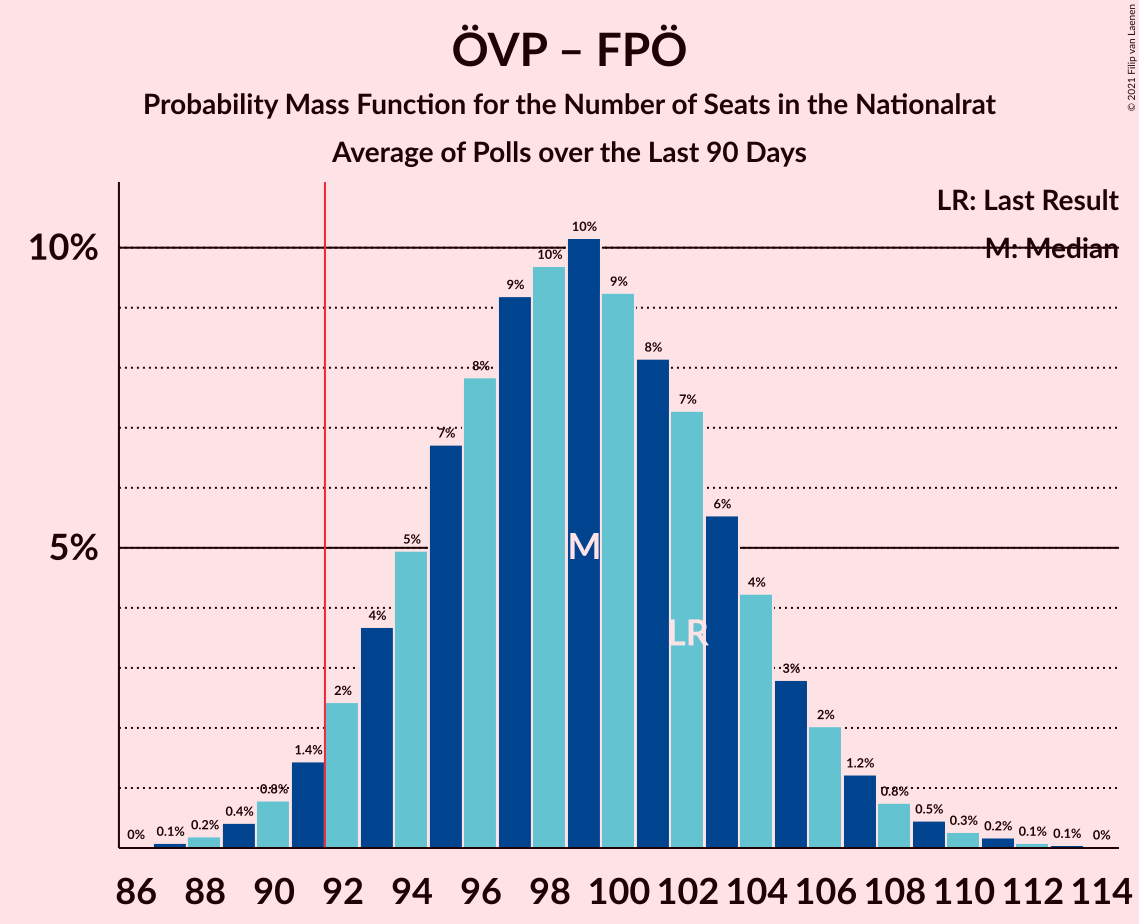 ÖVP – FPÖ
Probability Mass Function for the Number of Seats in the Nationalrat
Average of Polls over the Last 90 Days
© 2021 Filip van Laenen
LR: Last Result
M: Median
10%
5%
0% 0.1% 0.2% 0.4% 0.8% 1.4% 2% 4% 5% 7% 8% 9% 10% 10% 9% 8% 7% 6% 4% 3% 2% 1.2% 0.8% 0.5% 0.3% 0.2% 0.1% 0.1% 0%
M
LR
86 88 90 92 94 96 98 100 102 104 106 108 110 112 114